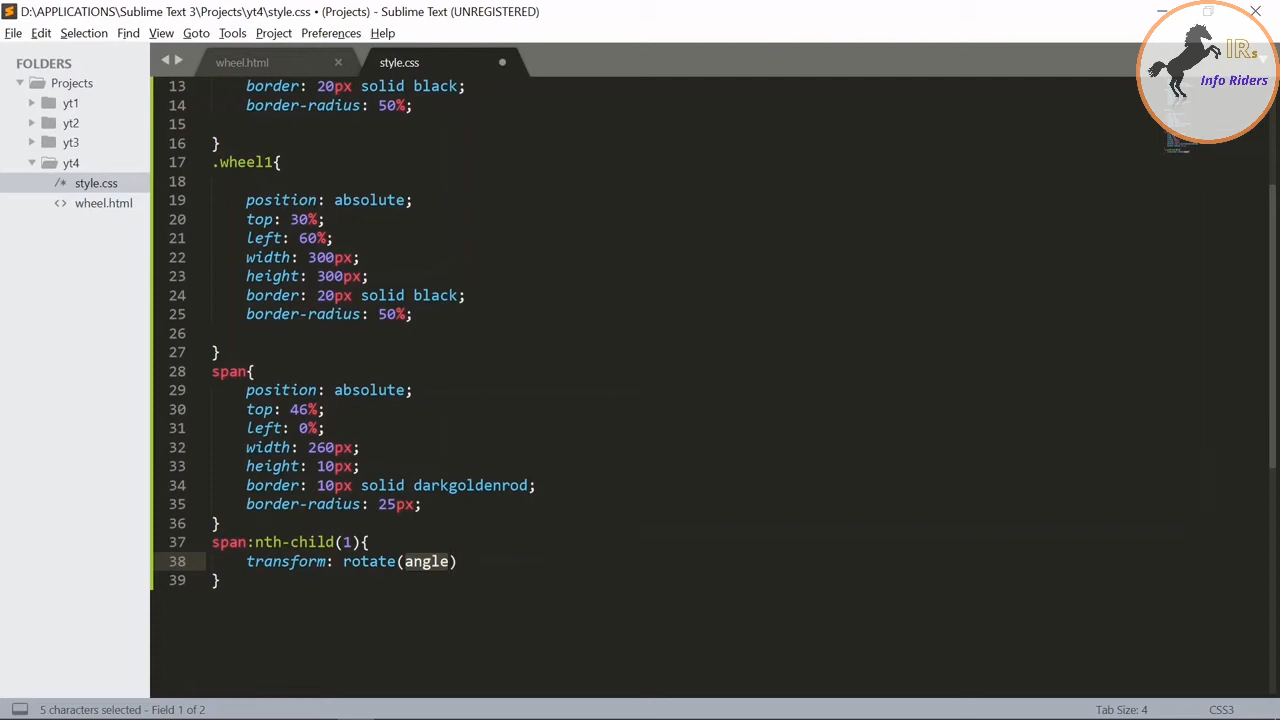 D:\APPLICATIONS\Sublime Text 3\Projects\yt4\style.css • (Projects) - Sublime Text (UNREGISTERED)
File Edit Selection Find View Goto Tools Project Preferences Help
IRs
Info Riders
FOLDERS
Projects
yt1
yt2
yt3
yt4
/* style.css
<> wheel.html
wheel.html
style.css
13 border: 20px solid black;
14 border-radius: 50%;
15
16 }
17 .wheel1{
18
19 position: absolute;
20 top: 30%;
21 left: 60%;
22 width: 300px;
23 height: 300px;
24 border: 20px solid black;
25 border-radius: 50%;
26
27 }
28 span{
29 position: absolute;
30 top: 46%;
31 left: 0%;
32 width: 260px;
33 height: 10px;
34 border: 10px solid darkgoldenrod;
35 border-radius: 25px;
36 }
37 span:nth-child(1){
38 transform: rotate(angle)
39 }
5 characters selected - Field 1 of 2
Tab Size: 4
CSS3